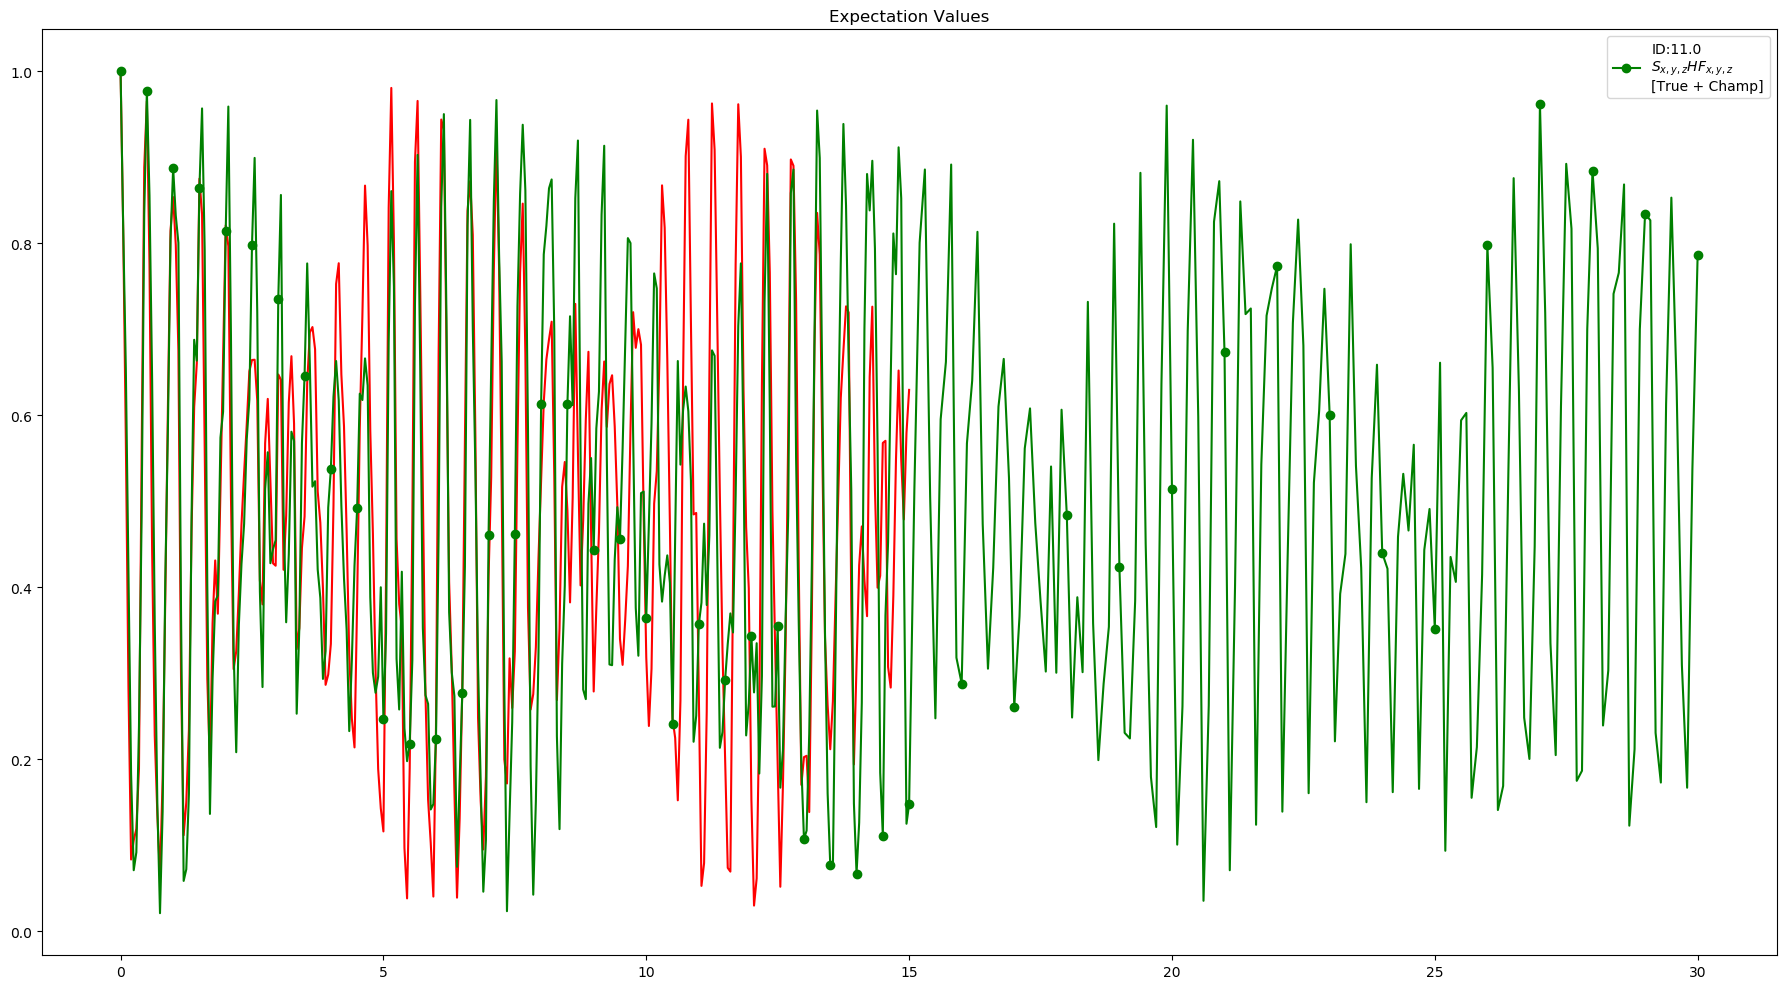 Expectation Values
ID:11.0
S_{x,y,z}HF_{x,y,z}
[True + Champ]
1.0
0.8
0.6
0.4
0.2
0.0
0 5 10 15 20 25 30